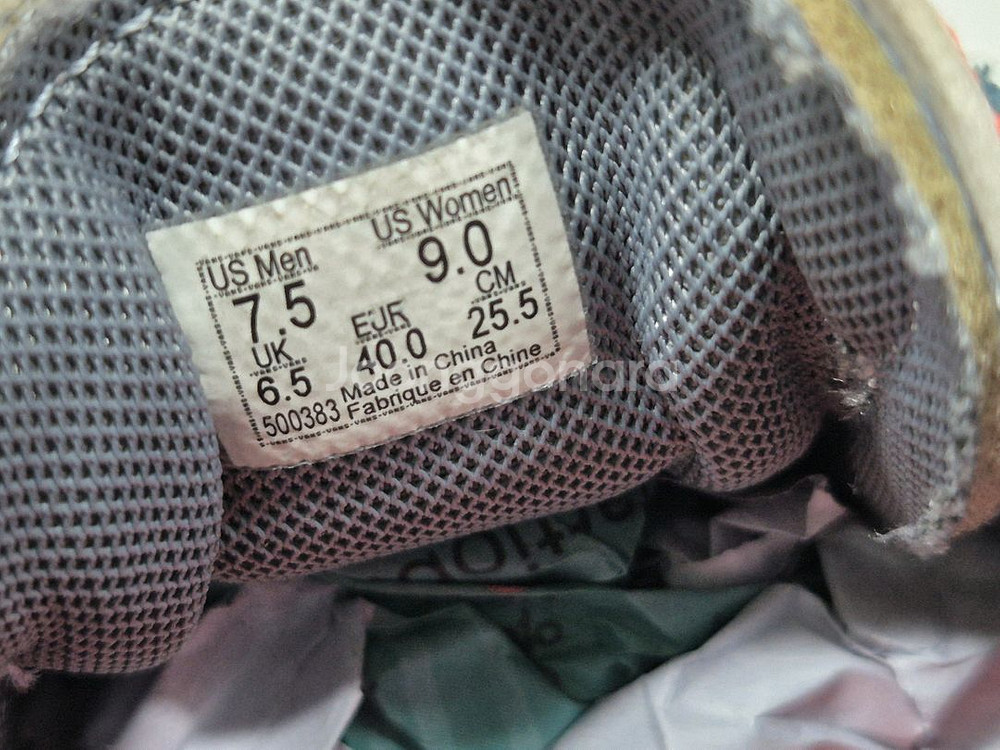 US Men
US Women
7.5
9.0
UK
EUR
CM
6.5
40.0
25.5
Made in China
500383 Fabrique en Chine